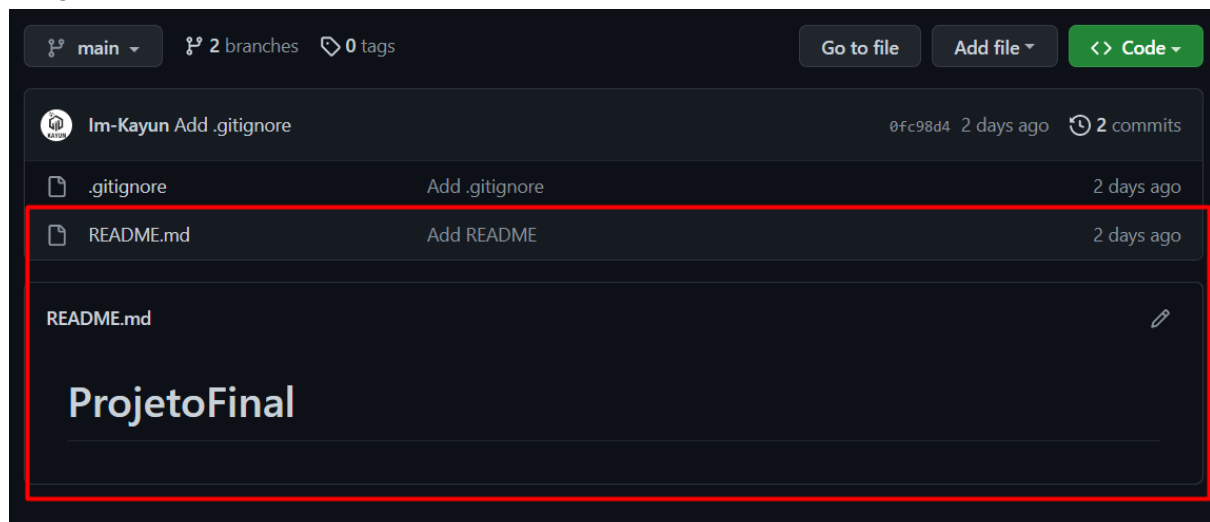 main 2 branches 0 tags Go to file Add file <> Code
KAYUN Im-Kayun Add .gitignore 0fc98d4 2 days ago 2 commits
.gitignore Add .gitignore 2 days ago
README.md Add README 2 days ago
README.md
ProjetoFinal